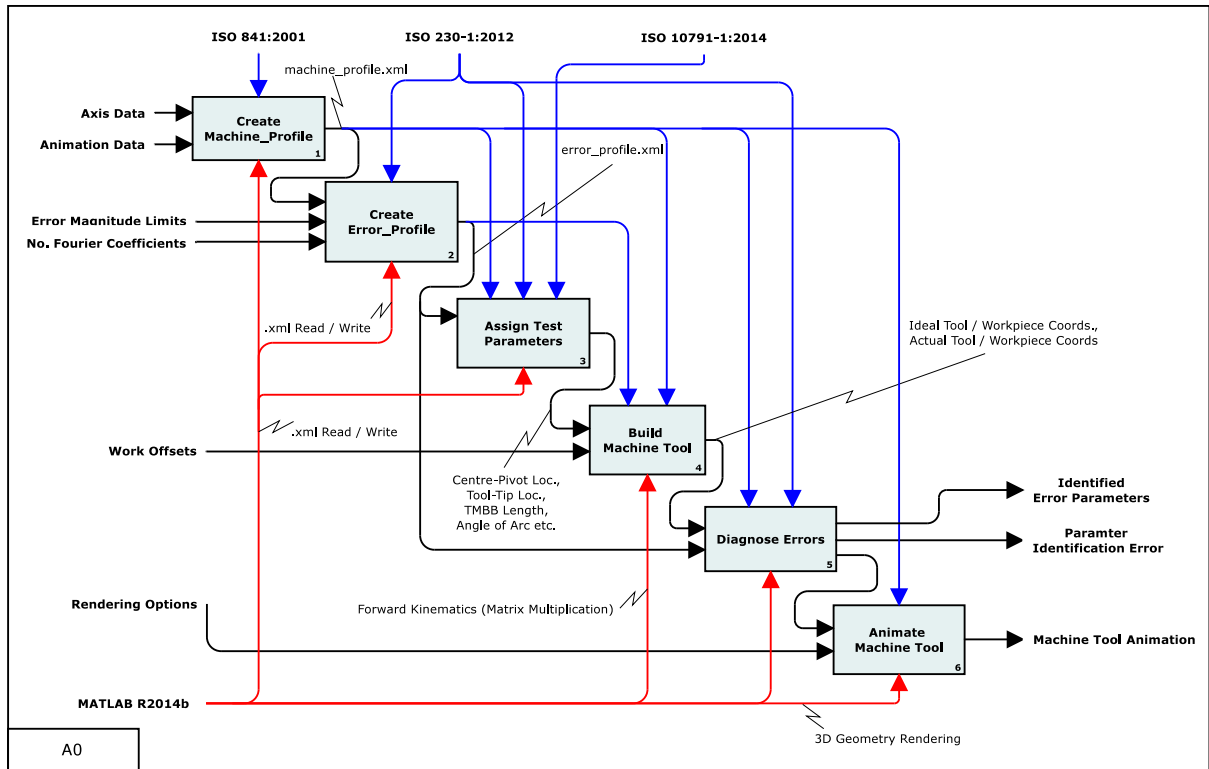 ISO 841:2001
ISO 230-1:2012
ISO 10791-1:2014
machine_profile.xml
Axis Data
Animation Data
Create
Machine_Profile
1
error_profile.xml
Error Magnitude Limits
No. Fourier Coefficients
Create
Error_Profile
2
.xml Read / Write
Assign Test
Parameters
3
Ideal Tool / Workpiece Coords.,
Actual Tool / Workpiece Coords
.xml Read / Write
Work Offsets
Build
Machine Tool
4
Centre-Pivot Loc.,
Tool-Tip Loc.,
TMBB Length,
Angle of Arc etc.
Identified
Error Parameters
Diagnose Errors
5
Paramter
Identification Error
Rendering Options
Forward Kinematics (Matrix Multiplication)
Animate
Machine Tool
6
Machine Tool Animation
MATLAB R2014b
3D Geometry Rendering
A0